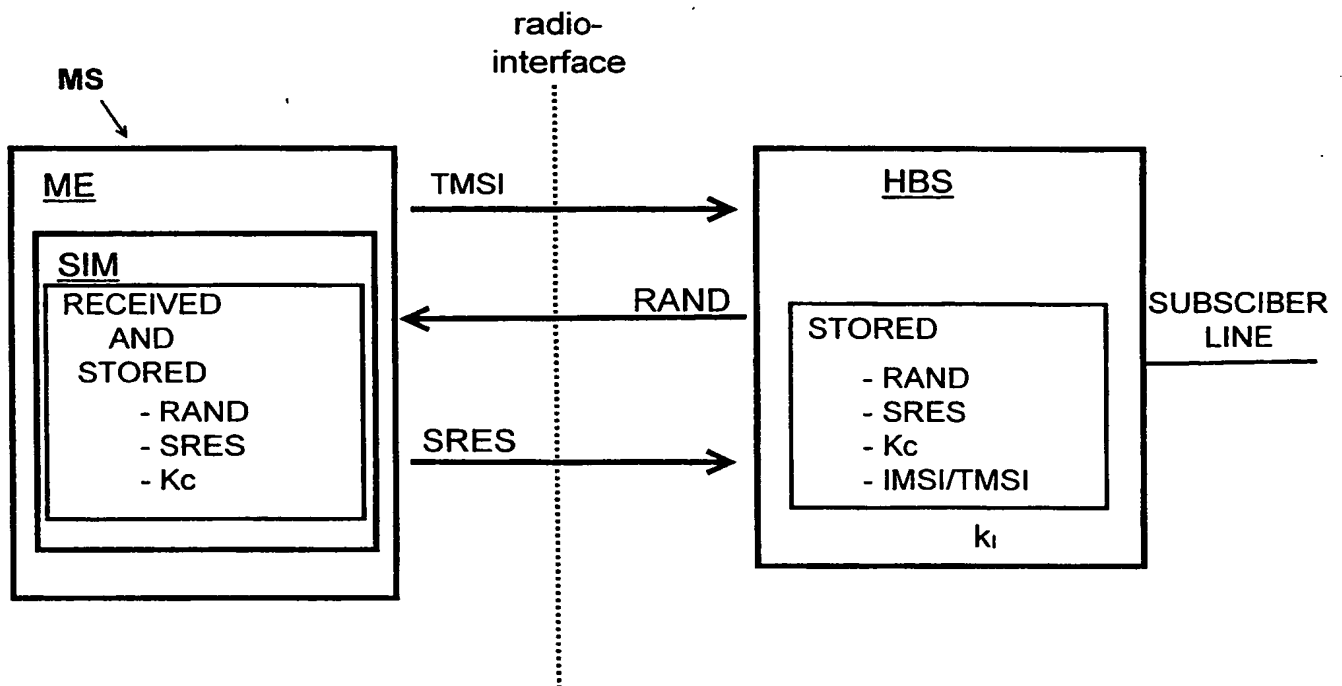 radio-
interface
MS
ME
TMSI
HBS
SIM
RECEIVED
AND
STORED
- RAND
- SRES
- Kc
RAND
SRES
STORED
- RAND
- SRES
- Kc
- IMSI/TMSI
kI
SUBSCIBER
LINE